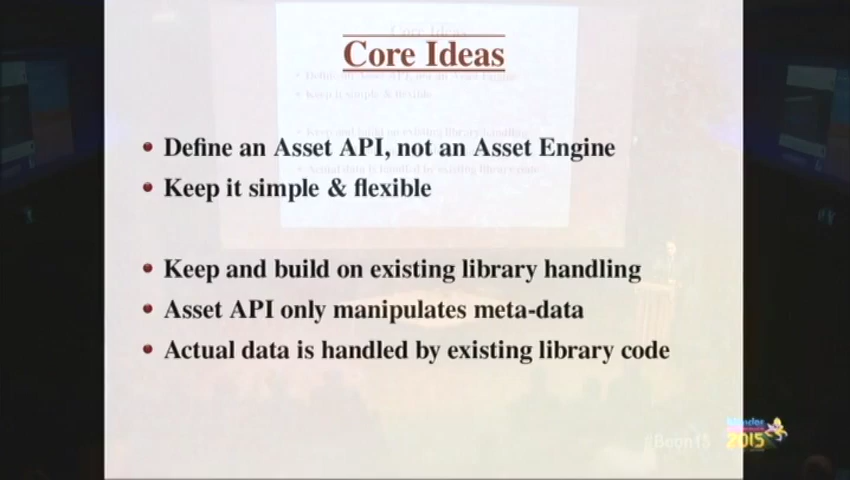 Core Ideas
Define an Asset API, not an Asset Engine
Keep it simple & flexible
Keep and build on existing library handling
Asset API only manipulates meta-data
Actual data is handled by existing library code
#Bcon15
blender
2015